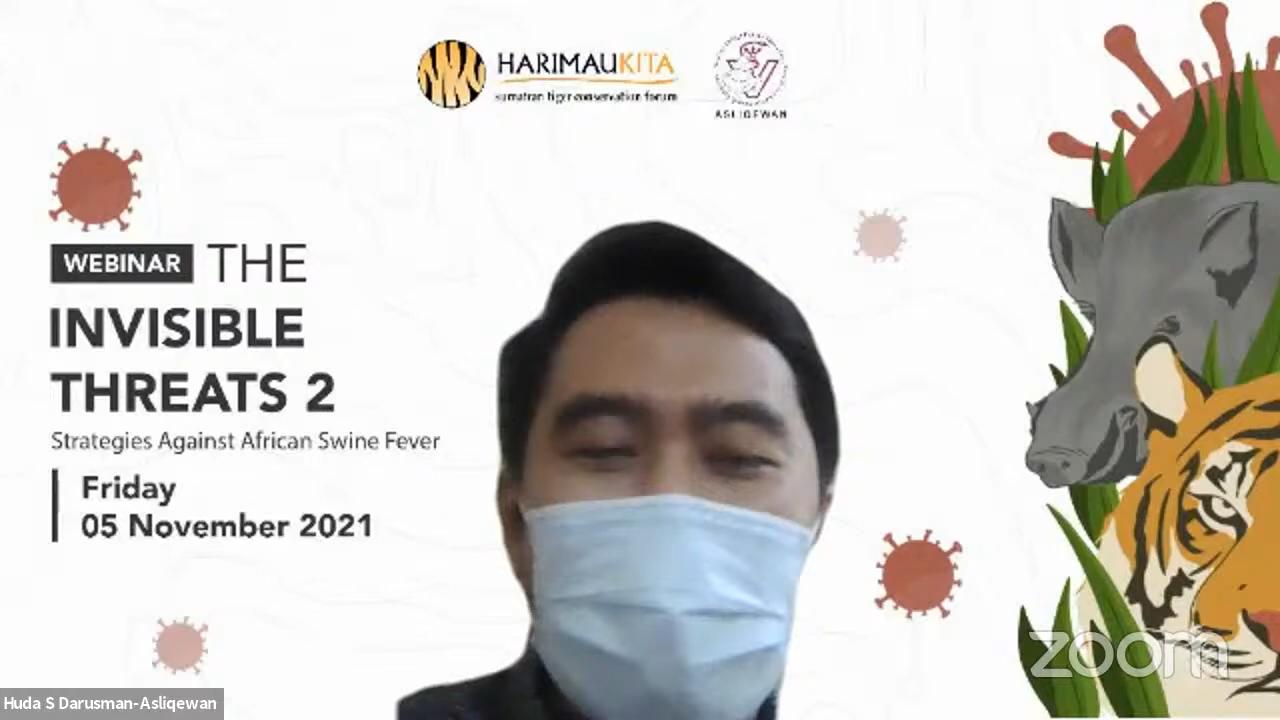 HARIMAUKITA
sumatran tiger conservation forum
ASLIQEWAN
WEBINAR THE
INVISIBLE
THREATS 2
Strategies Against African Swine Fever
Friday
05 November 2021
zoom
Huda S Darusman-Asliqewan